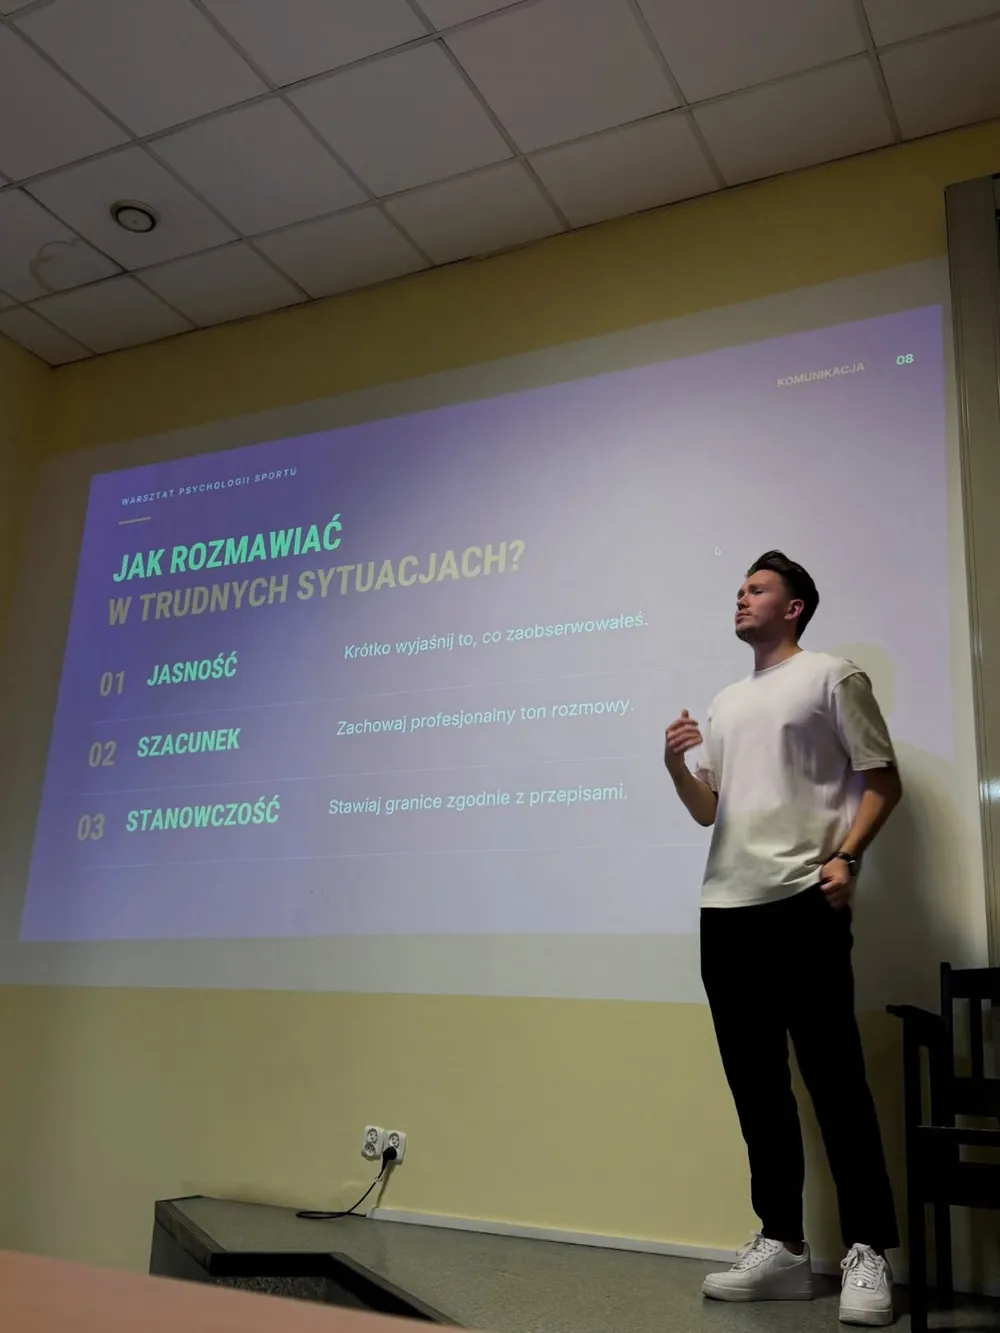 KOMUNIKACJA 08
WARSZTAT PSYCHOLOGII SPORTU
JAK ROZMAWIAĆ
W TRUDNYCH SYTUACJACH?
01 JASNOŚĆ Krótko wyjaśnij to, co zaobserwowałeś.
02 SZACUNEK Zachowaj profesjonalny ton rozmowy.
03 STANOWCZOŚĆ Stawiaj granice zgodnie z przepisami.